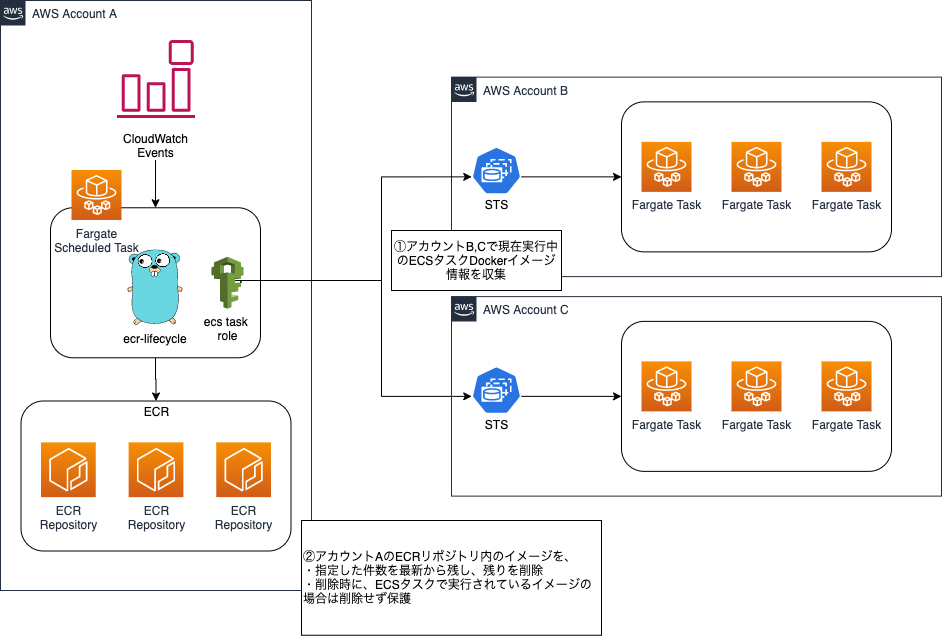 aws
AWS Account A
CloudWatch
Events
Fargate
Scheduled Task
ecr-lifecycle
ecs task
role
ECR
ECR
Repository
ECR
Repository
ECR
Repository
aws
AWS Account B
STS
Fargate Task
Fargate Task
Fargate Task
①アカウントB,Cで現在実行中
のECSタスクDockerイメージ
情報を収集
aws
AWS Account C
STS
Fargate Task
Fargate Task
Fargate Task
②アカウントAのECRリポジトリ内のイメージを、
・指定した件数を最新から残し、残りを削除
・削除時に、ECSタスクで実行されているイメージの
場合は削除せず保護